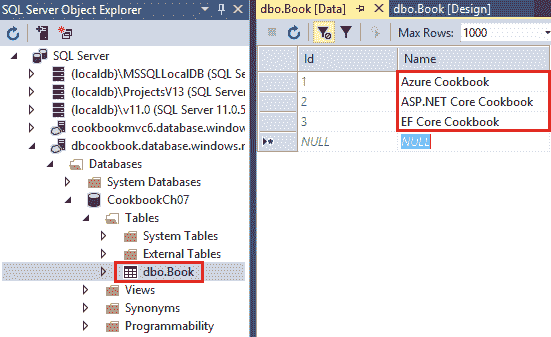 SQL Server Object Explorer
SQL Server
(localdb)\MSSQLLocalDB (SQL Se
(localdb)\ProjectsV13 (SQL Server
(localdb)\v11.0 (SQL Server 11.0.5
cookbookmvc6.database.window
dbcookbook.database.windows.r
Databases
System Databases
CookbookCh07
Tables
System Tables
External Tables
dbo.Book
Views
Synonyms
Programmability
dbo.Book [Data]
dbo.Book [Design]
Max Rows: 1000
Id Name
1 Azure Cookbook
2 ASP.NET Core Cookbook
3 EF Core Cookbook
NULL NULL